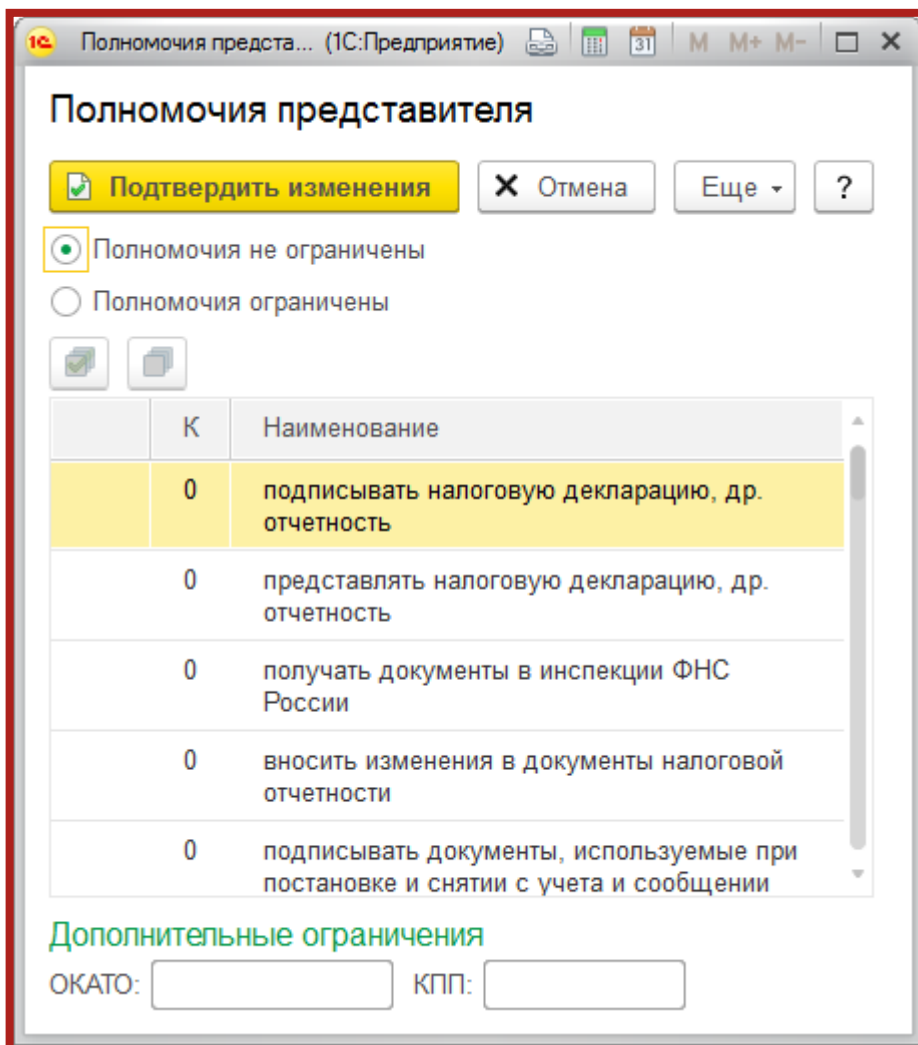 1С Полномочия предста... (1С:Предприятие) 31 M M+ M-
Полномочия представителя
Подтвердить изменения Отмена Еще ?
Полномочия не ограничены
Полномочия ограничены
К Наименование
0 подписывать налоговую декларацию, др.
отчетность
0 представлять налоговую декларацию, др.
отчетность
0 получать документы в инспекции ФНС
России
0 вносить изменения в документы налоговой
отчетности
0 подписывать документы, используемые при
постановке и снятии с учета и сообщении
Дополнительные ограничения
ОКАТО: КПП: